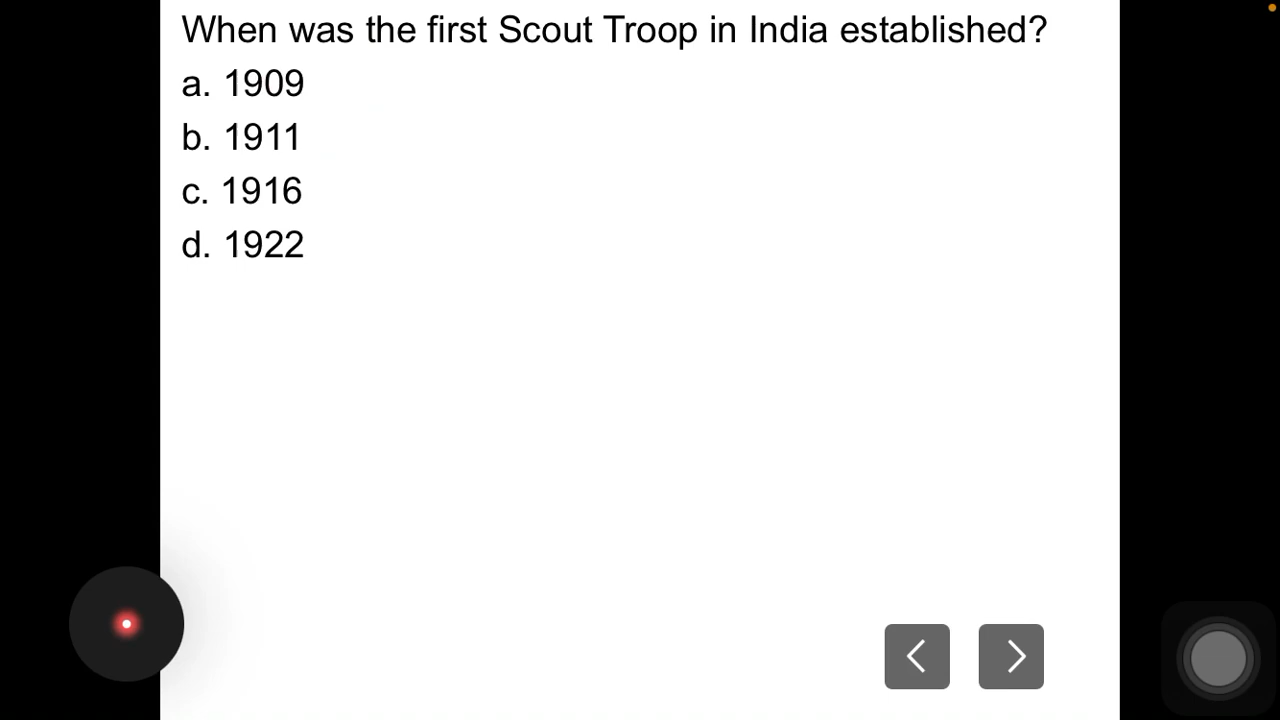 When was the first Scout Troop in India established?
a. 1909
b. 1911
c. 1916
d. 1922